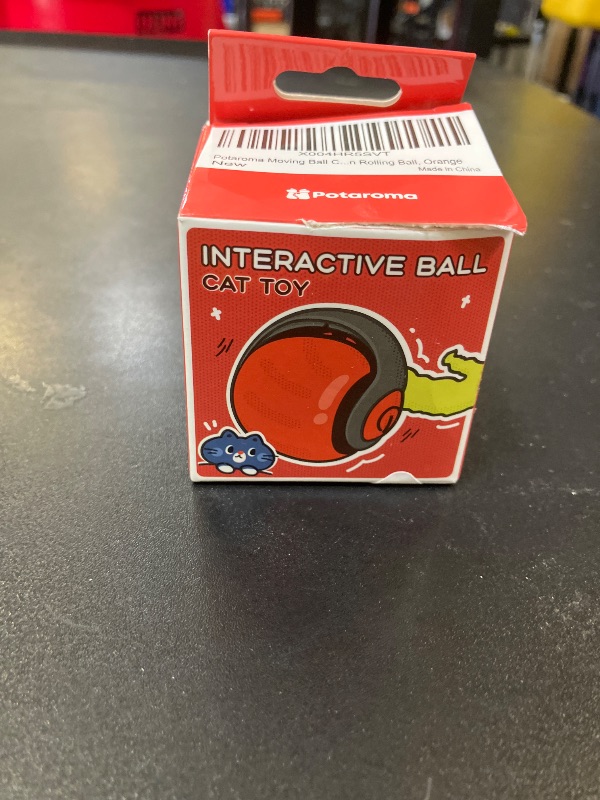 X004HRSSVT
Potaroma Moving Ball C...n Rolling Ball, Orange
New
Made in China
Potaroma
INTERACTIVE BALL
CAT TOY